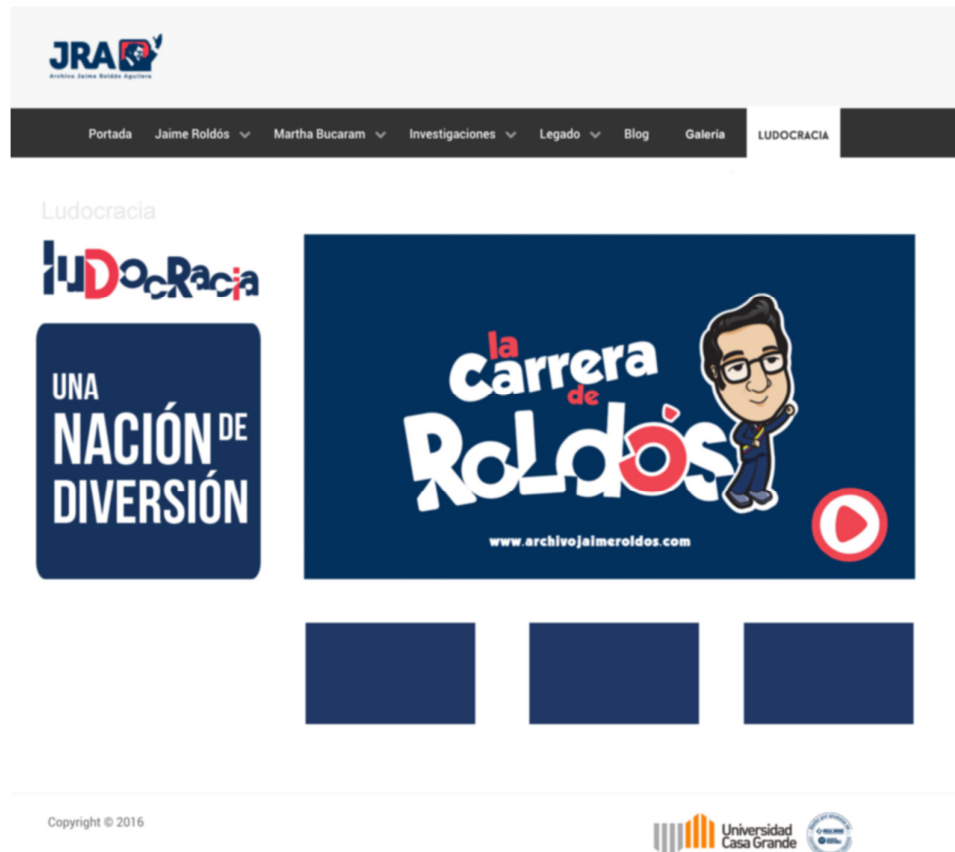 JRA
Archivo Jaime Roldós Aguilera
Portada Jaime Roldós Martha Bucaram Investigaciones Legado Blog Galería LUDOCRACIA
Ludocracia
luDocRacia
UNA
NACIÓN DE
DIVERSIÓN
la
Carrera
de
RoLdós
www.archivojaimeroldos.com
Copyright © 2016
Universidad
Casa Grande